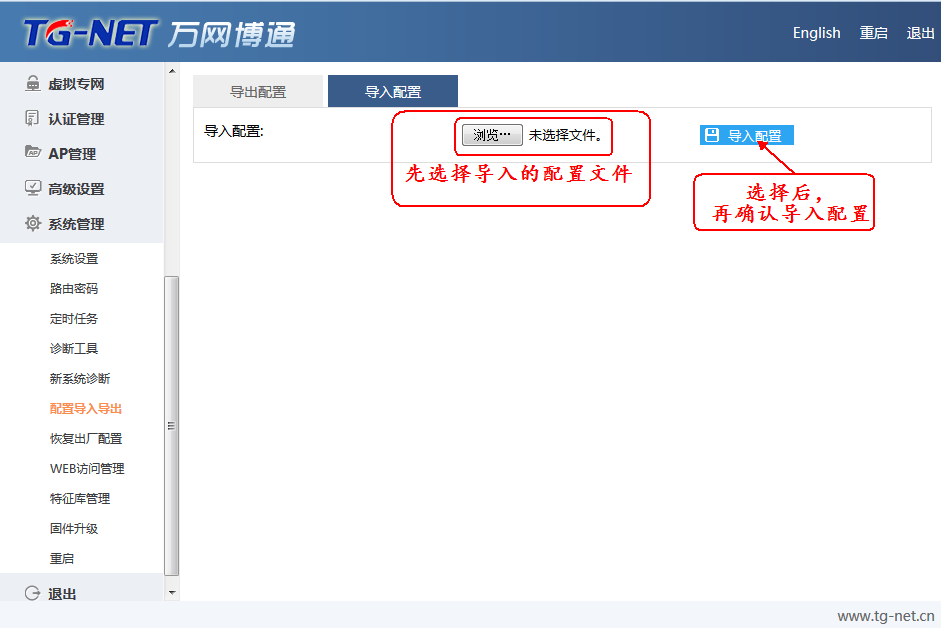 TG-NET 万网博通
English 重启 退出
虚拟专网
认证管理
AP管理
高级设置
系统管理
系统设置
路由密码
定时任务
诊断工具
新系统诊断
配置导入导出
恢复出厂配置
WEB访问管理
特征库管理
固件升级
重启
退出
导出配置 导入配置
导入配置: 浏览… 未选择文件。 导入配置
先选择导入的配置文件
选择后，
再确认导入配置
www.tg-net.cn